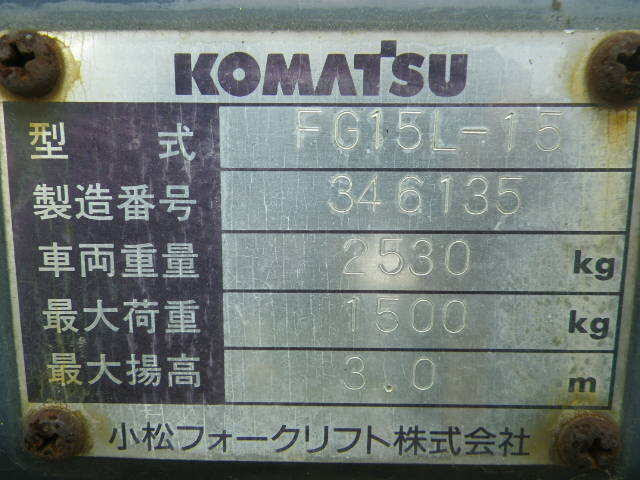 KOMATSU
型式 FG15L-15
製造番号 346135
車両重量 2530 kg
最大荷重 1500 kg
最大揚高 3.0 m
小松フォークリフト株式会社